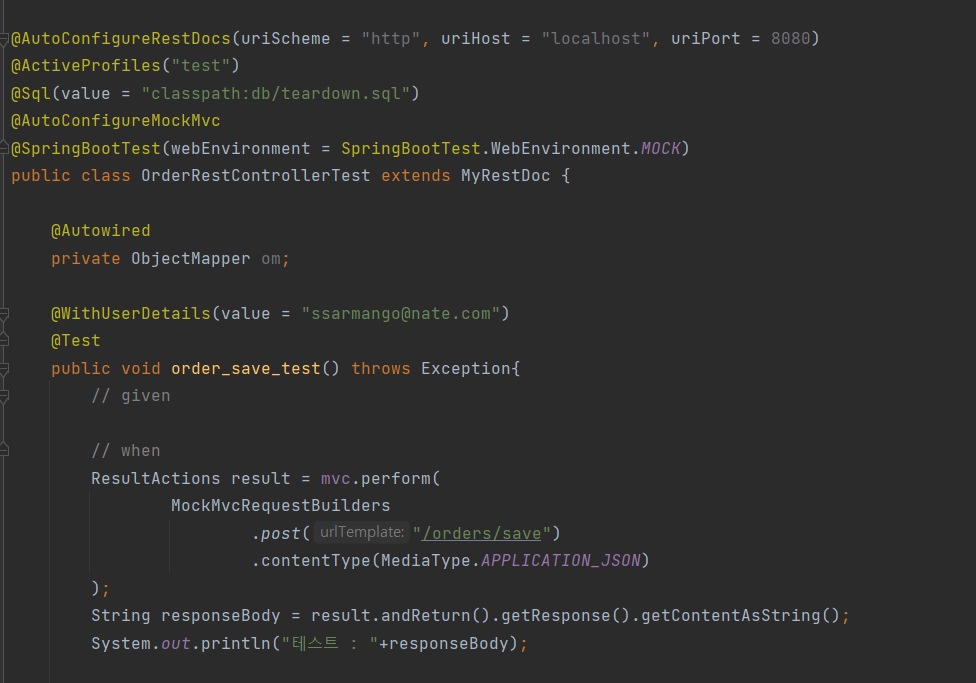 @AutoConfigureRestDocs(uriScheme = "http", uriHost = "localhost", uriPort = 8080)
@ActiveProfiles("test")
@Sql(value = "classpath:db/teardown.sql")
@AutoConfigureMockMvc
@SpringBootTest(webEnvironment = SpringBootTest.WebEnvironment.MOCK)
public class OrderRestControllerTest extends MyRestDoc {
@Autowired
private ObjectMapper om;
@WithUserDetails(value = "ssarmango@nate.com")
@Test
public void order_save_test() throws Exception{
// given
// when
ResultActions result = mvc.perform(
MockMvcRequestBuilders
.post( urlTemplate: "/orders/save")
.contentType(MediaType.APPLICATION_JSON)
);
String responseBody = result.andReturn().getResponse().getContentAsString();
System.out.println("테스트 : "+responseBody);